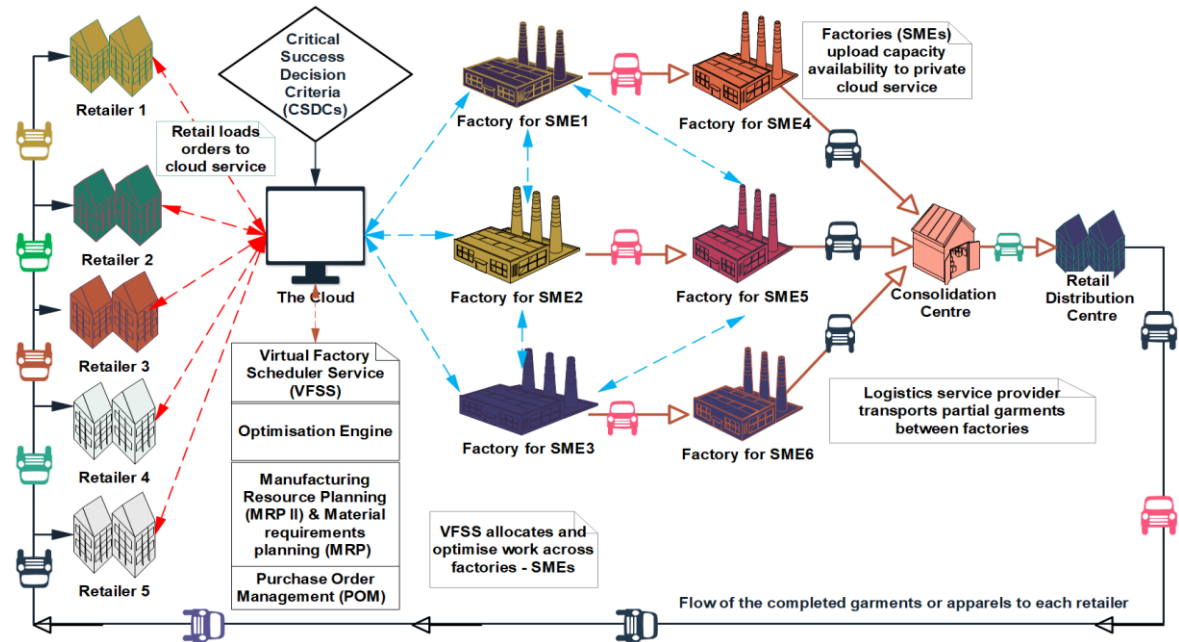 Retailer 1
Retail loads
orders to
cloud service
Retailer 2
Retailer 3
Retailer 4
Retailer 5
Critical
Success
Decision
Criteria
(CSDCs)
The Cloud
Virtual Factory
Scheduler Service
(VFSS)
Optimisation Engine
Manufacturing
Resource Planning
(MRP II) & Material
requirements
planning (MRP)
Purchase Order
Management (POM)
Factory for SME1
Factory for SME2
Factory for SME3
Factory for SME4
Factory for SME5
Factory for SME6
Factories (SMEs)
upload capacity
availability to private
cloud service
Consolidation
Centre
Retail
Distribution
Centre
Logistics service provider
transports partial garments
between factories
VFSS allocates and
optimise work across
factories - SMEs
Flow of the completed garments or apparels to each retailer